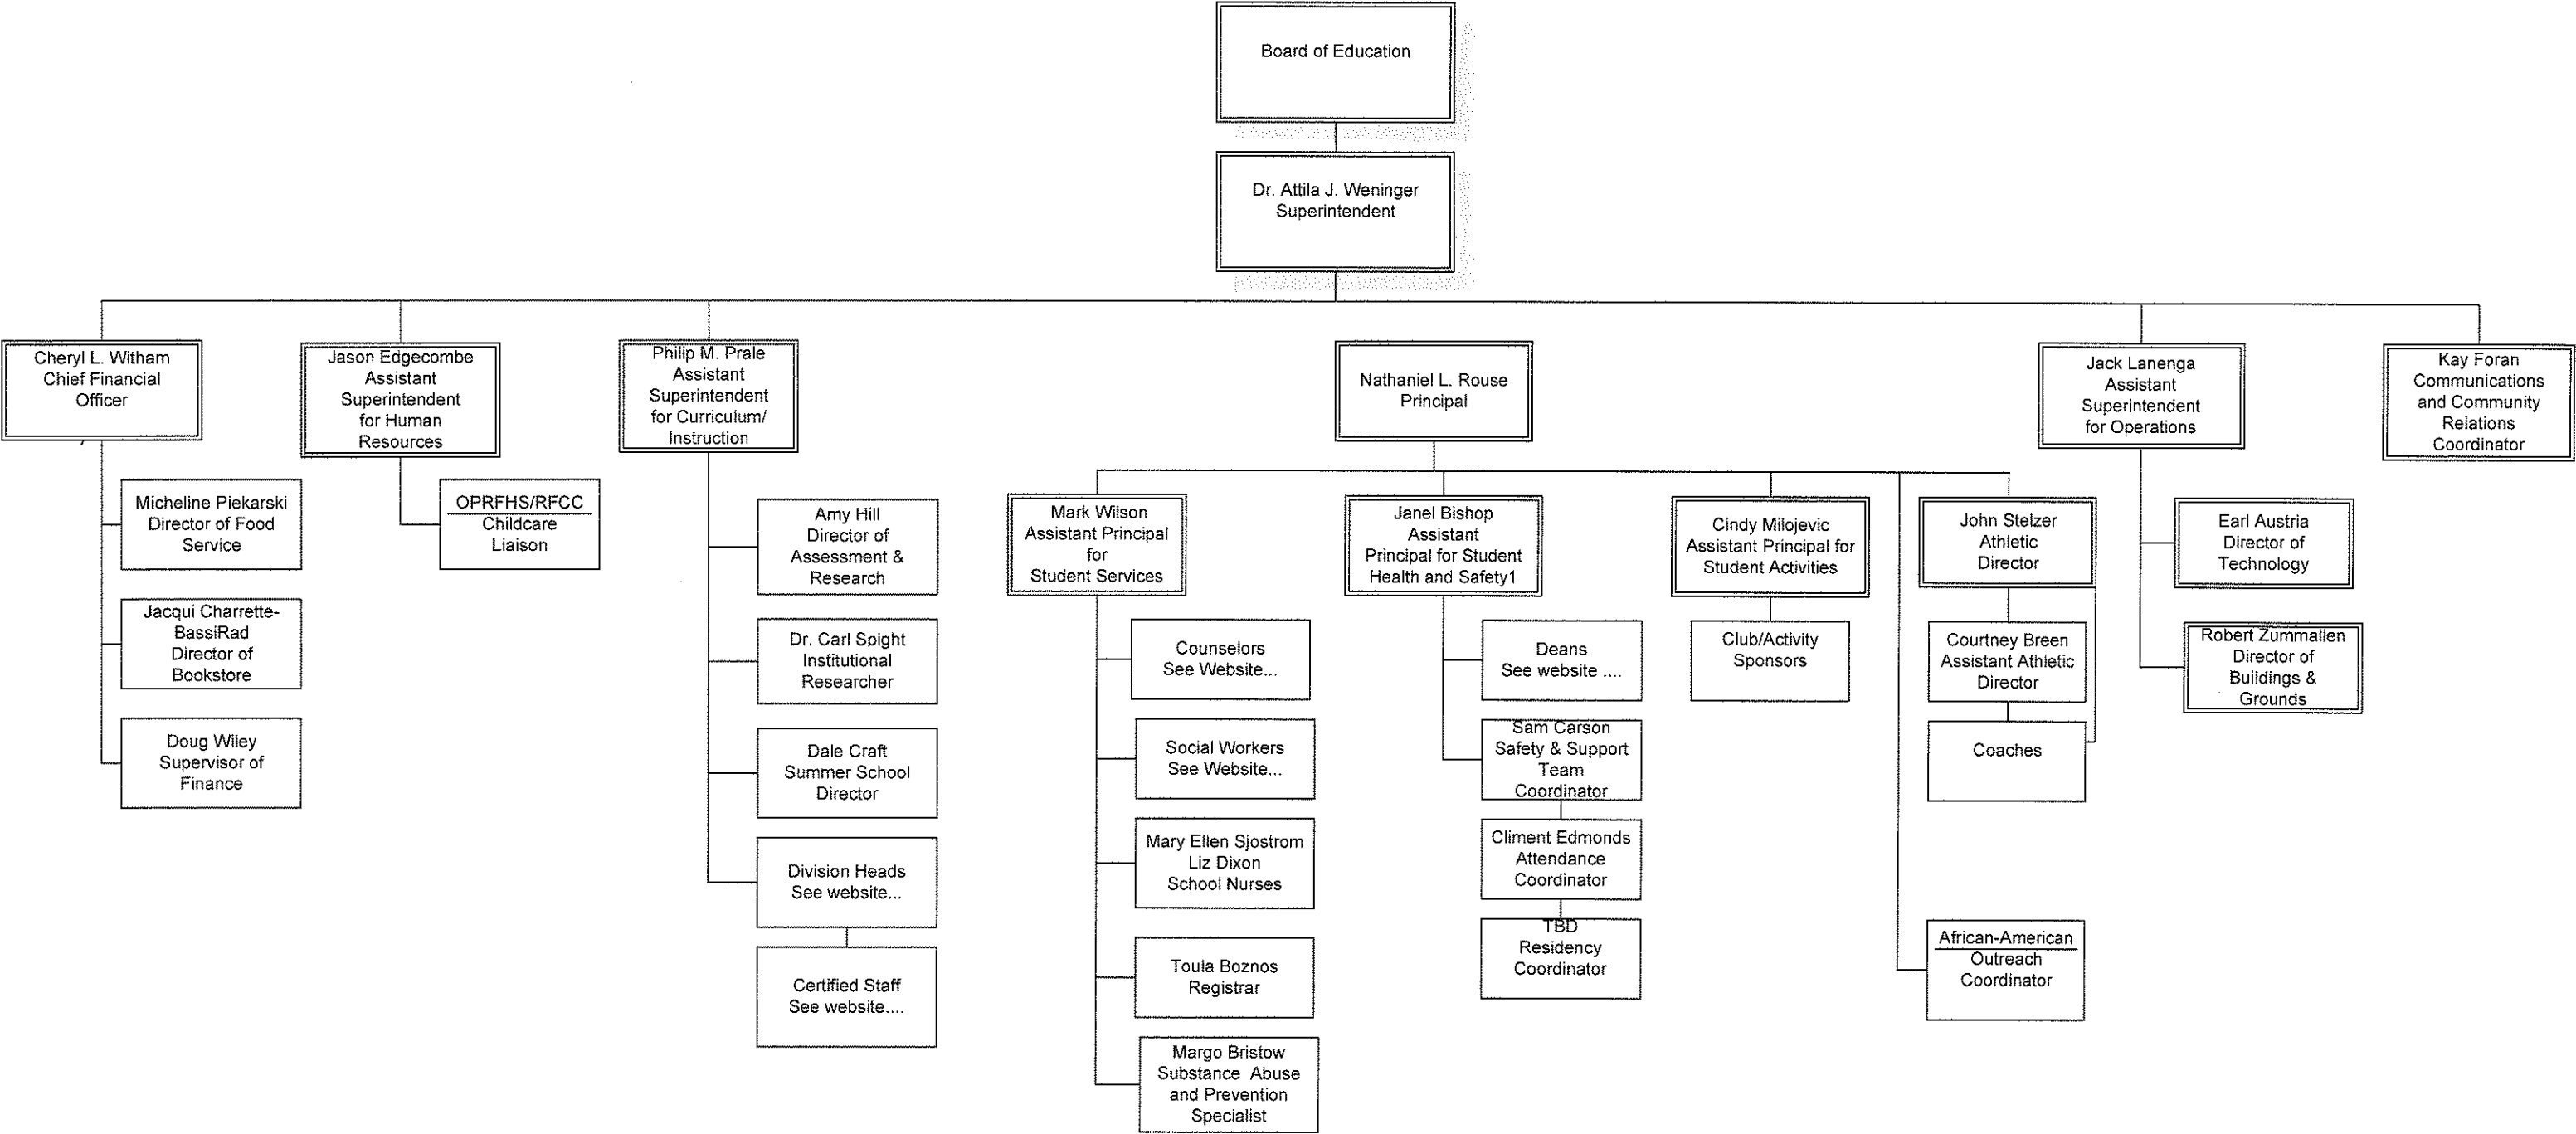 Board of Education
Dr. Attila J. Weninger
Superintendent
Cheryl L. Witham
Chief Financial
Officer
Jason Edgecombe
Assistant
Superintendent
for Human
Resources
Philip M. Prale
Assistant
Superintendent
for Curriculum/
Instruction
Nathaniel L. Rouse
Principal
Jack Lanenga
Assistant
Superintendent
for Operations
Kay Foran
Communications
and Community
Relations
Coordinator
Micheline Piekarski
Director of Food
Service
Jacqui Charrette-
BassiRad
Director of
Bookstore
Doug Wiley
Supervisor of
Finance
OPRFHS/RFCC
Childcare
Liaison
Amy Hill
Director of
Assessment &
Research
Dr. Carl Spight
Institutional
Researcher
Dale Craft
Summer School
Director
Division Heads
See website...
Certified Staff
See website....
Mark Wilson
Assistant Principal
for
Student Services
Counselors
See Website...
Social Workers
See Website...
Mary Ellen Sjostrom
Liz Dixon
School Nurses
Toula Boznos
Registrar
Margo Bristow
Substance Abuse
and Prevention
Specialist
Janel Bishop
Assistant
Principal for Student
Health and Safety1
Deans
See website ....
Sam Carson
Safety & Support
Team
Coordinator
Climent Edmonds
Attendance
Coordinator
TBD
Residency
Coordinator
Cindy Milojevic
Assistant Principal for
Student Activities
Club/Activity
Sponsors
John Stelzer
Athletic
Director
Courtney Breen
Assistant Athletic
Director
Coaches
African-American
Outreach
Coordinator
Earl Austria
Director of
Technology
Robert Zummallen
Director of
Buildings &
Grounds